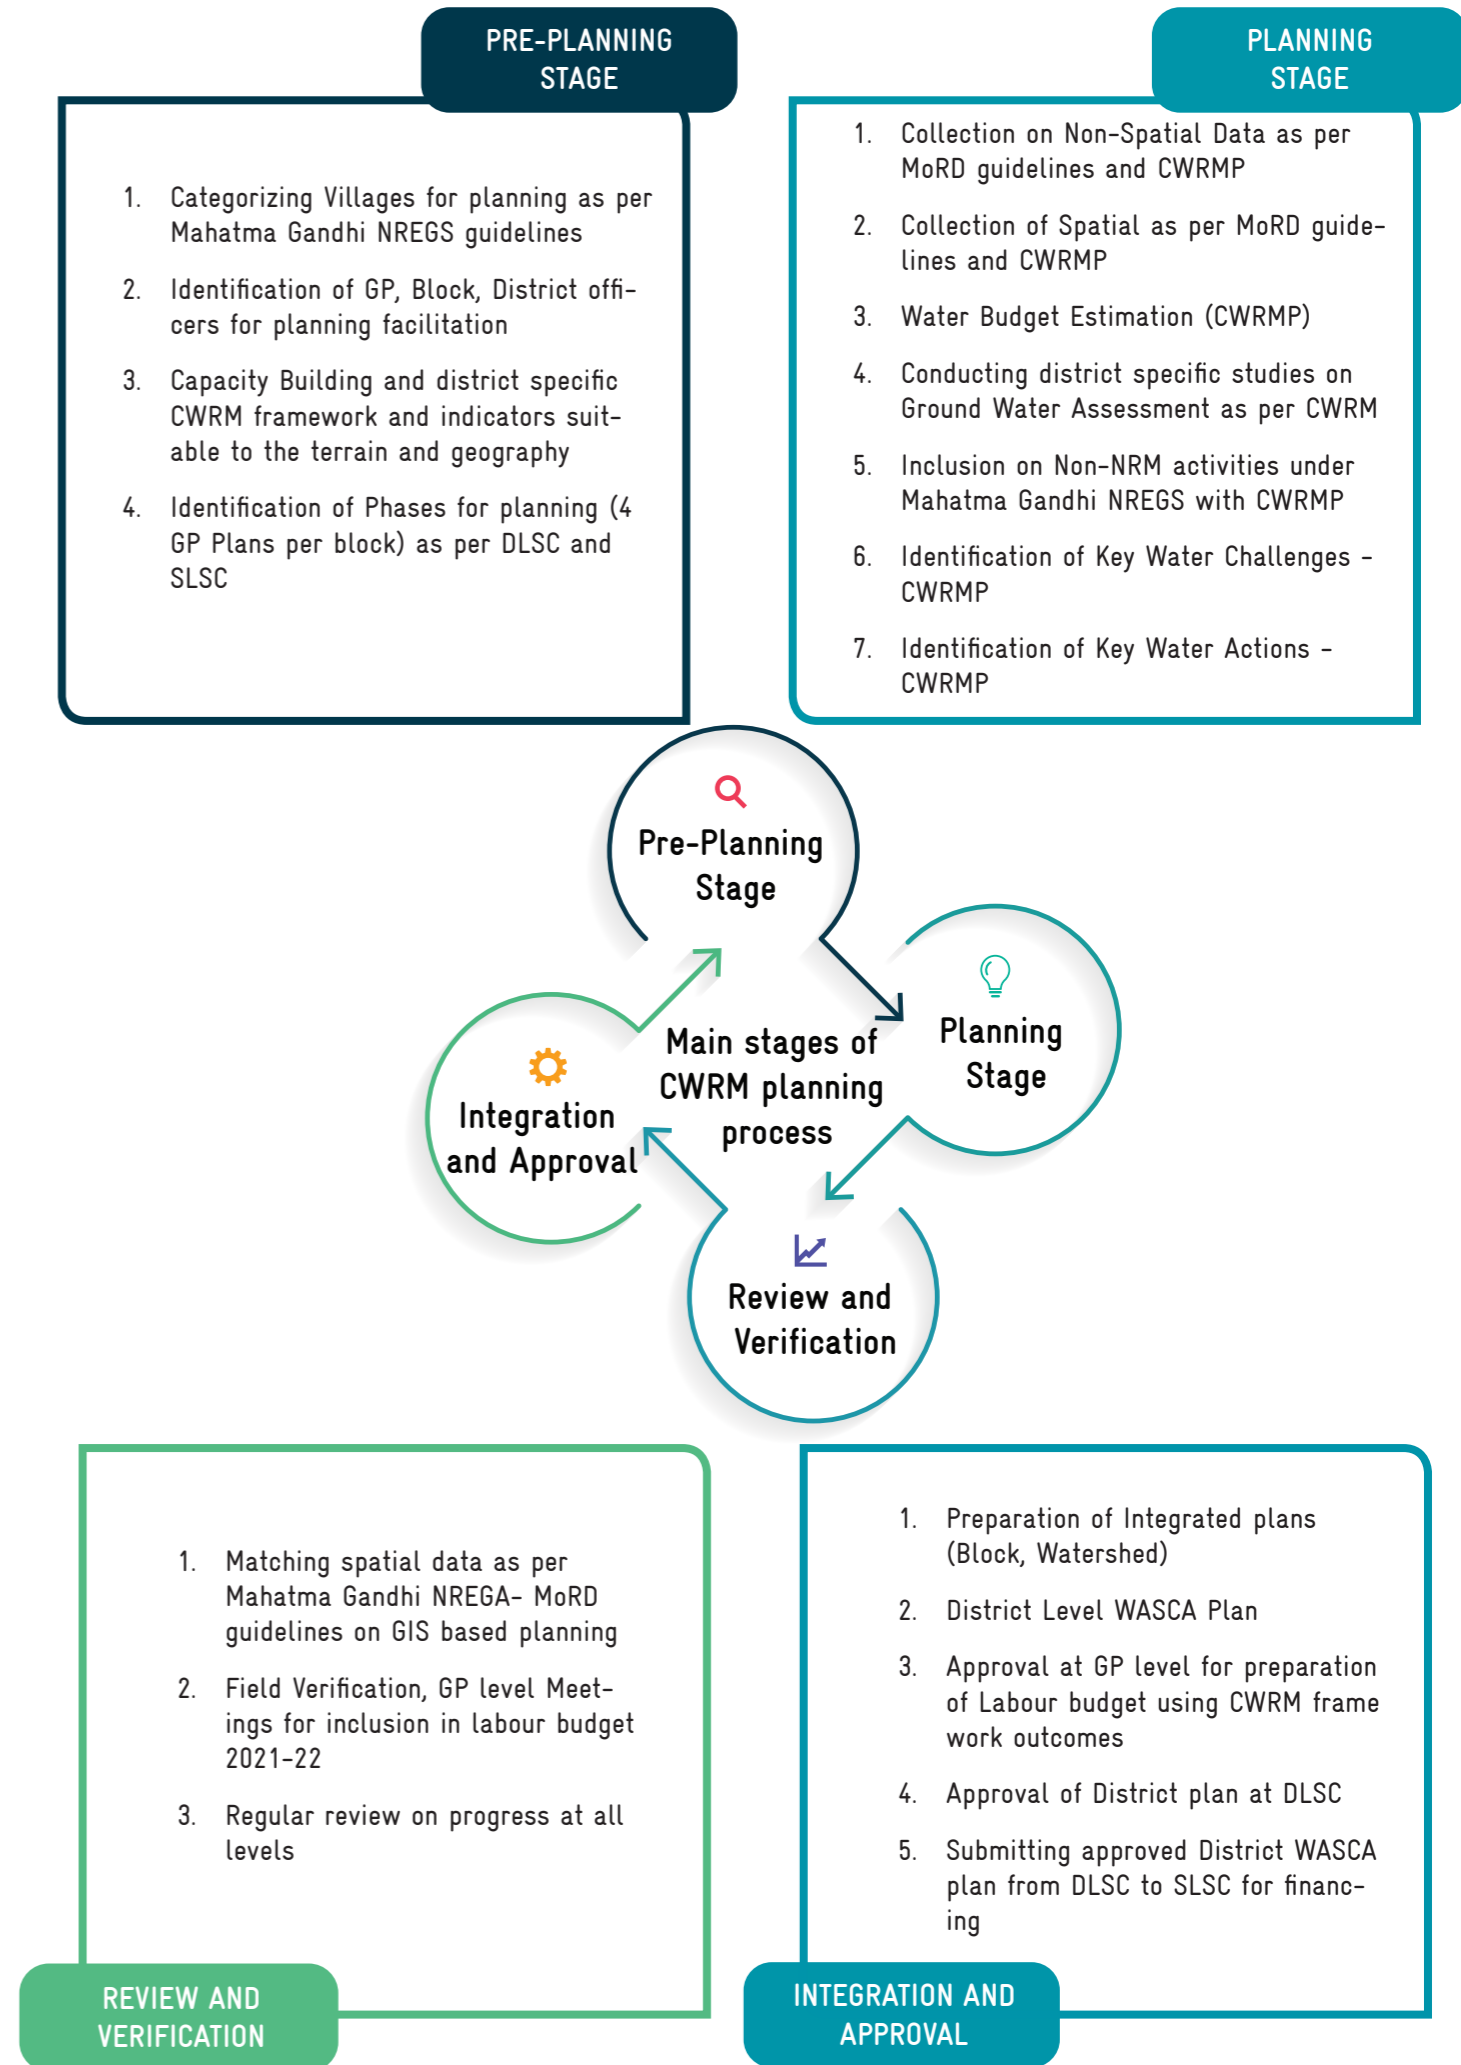 PRE-PLANNING
STAGE
1. Categorizing Villages for planning as per
Mahatma Gandhi NREGS guidelines
2. Identification of GP, Block, District offi-
cers for planning facilitation
3. Capacity Building and district specific
CWRM framework and indicators suit-
able to the terrain and geography
4. Identification of Phases for planning (4
GP Plans per block) as per DLSC and
SLSC
PLANNING
STAGE
1. Collection on Non-Spatial Data as per
MoRD guidelines and CWRMP
2. Collection of Spatial as per MoRD guide-
lines and CWRMP
3. Water Budget Estimation (CWRMP)
4. Conducting district specific studies on
Ground Water Assessment as per CWRM
5. Inclusion on Non-NRM activities under
Mahatma Gandhi NREGS with CWRMP
6. Identification of Key Water Challenges -
CWRMP
7. Identification of Key Water Actions -
CWRMP
Pre-Planning
Stage
Planning
Stage
Main stages of
CWRM planning
process
Integration
and Approval
Review and
Verification
1. Matching spatial data as per
Mahatma Gandhi NREGA- MoRD
guidelines on GIS based planning
2. Field Verification, GP level Meet-
ings for inclusion in labour budget
2021-22
3. Regular review on progress at all
levels
REVIEW AND
VERIFICATION
1. Preparation of Integrated plans
(Block, Watershed)
2. District Level WASCA Plan
3. Approval at GP level for preparation
of Labour budget using CWRM frame
work outcomes
4. Approval of District plan at DLSC
5. Submitting approved District WASCA
plan from DLSC to SLSC for financ-
ing
INTEGRATION AND
APPROVAL